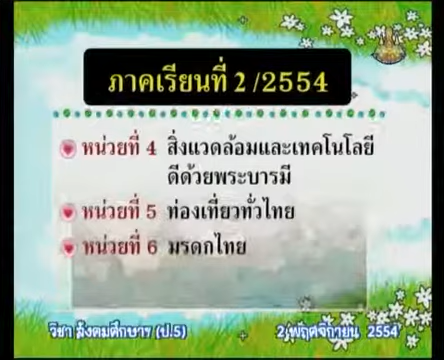 ภาคเรียนที่ 2/2554
หน่วยที่ 4 สิ่งแวดล้อมและเทคโนโลยี
ดีด้วยพระบารมี
หน่วยที่ 5 ท่องเที่ยวทั่วไทย
หน่วยที่ 6 มรดกไทย
วิชา สังคมศึกษาฯ (ป.5) 2 พฤศจิกายน 2554